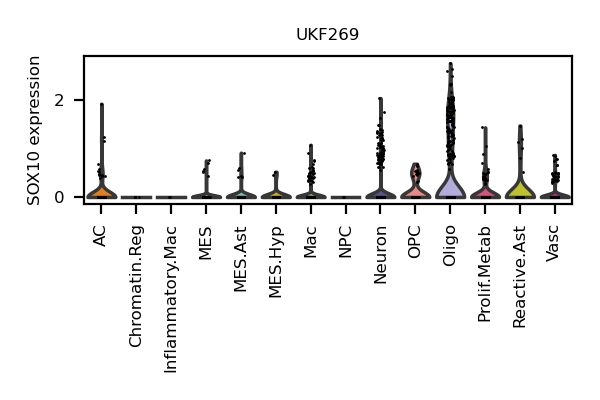 UKF269
SOX10 expression
2
0
AC
Chromatin.Reg
Inflammatory.Mac
MES
MES.Ast
MES.Hyp
Mac
NPC
Neuron
OPC
Oligo
Prolif.Metab
Reactive.Ast
Vasc